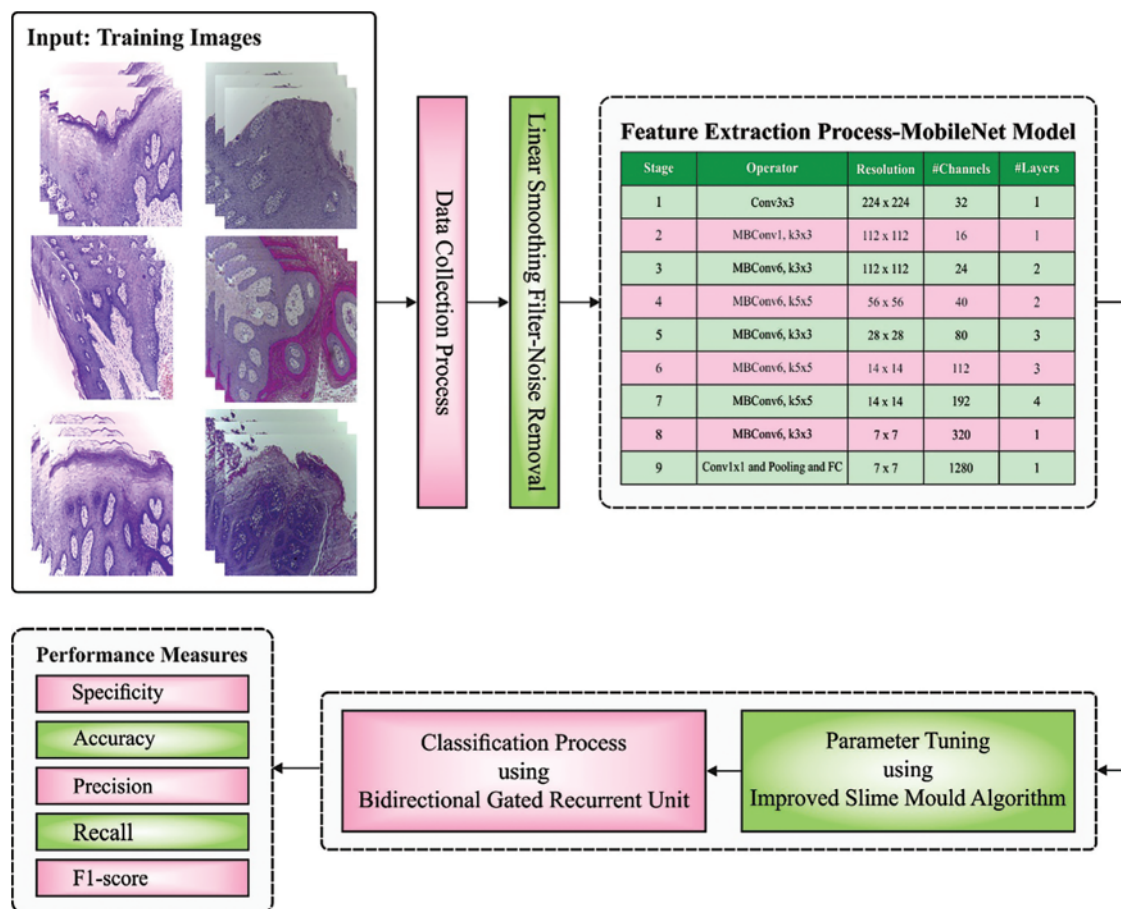 Input: Training Images
Data Collection Process
Linear Smoothing Filter-Noise Removal
Feature Extraction Process-MobileNet Model
Stage Operator Resolution #Channels #Layers
1 Conv3x3 224 x 224 32 1
2 MBConv1, k3x3 112 x 112 16 1
3 MBConv6, k3x3 112 x 112 24 2
4 MBConv6, k5x5 56 x 56 40 2
5 MBConv6, k3x3 28 x 28 80 3
6 MBConv6, k5x5 14 x 14 112 3
7 MBConv6, k5x5 14 x 14 192 4
8 MBConv6, k3x3 7 x 7 320 1
9 Conv1x1 and Pooling and FC 7 x 7 1280 1
Performance Measures
Specificity
Accuracy
Precision
Recall
F1-score
Classification Process
using
Bidirectional Gated Recurrent Unit
Parameter Tuning
using
Improved Slime Mould Algorithm